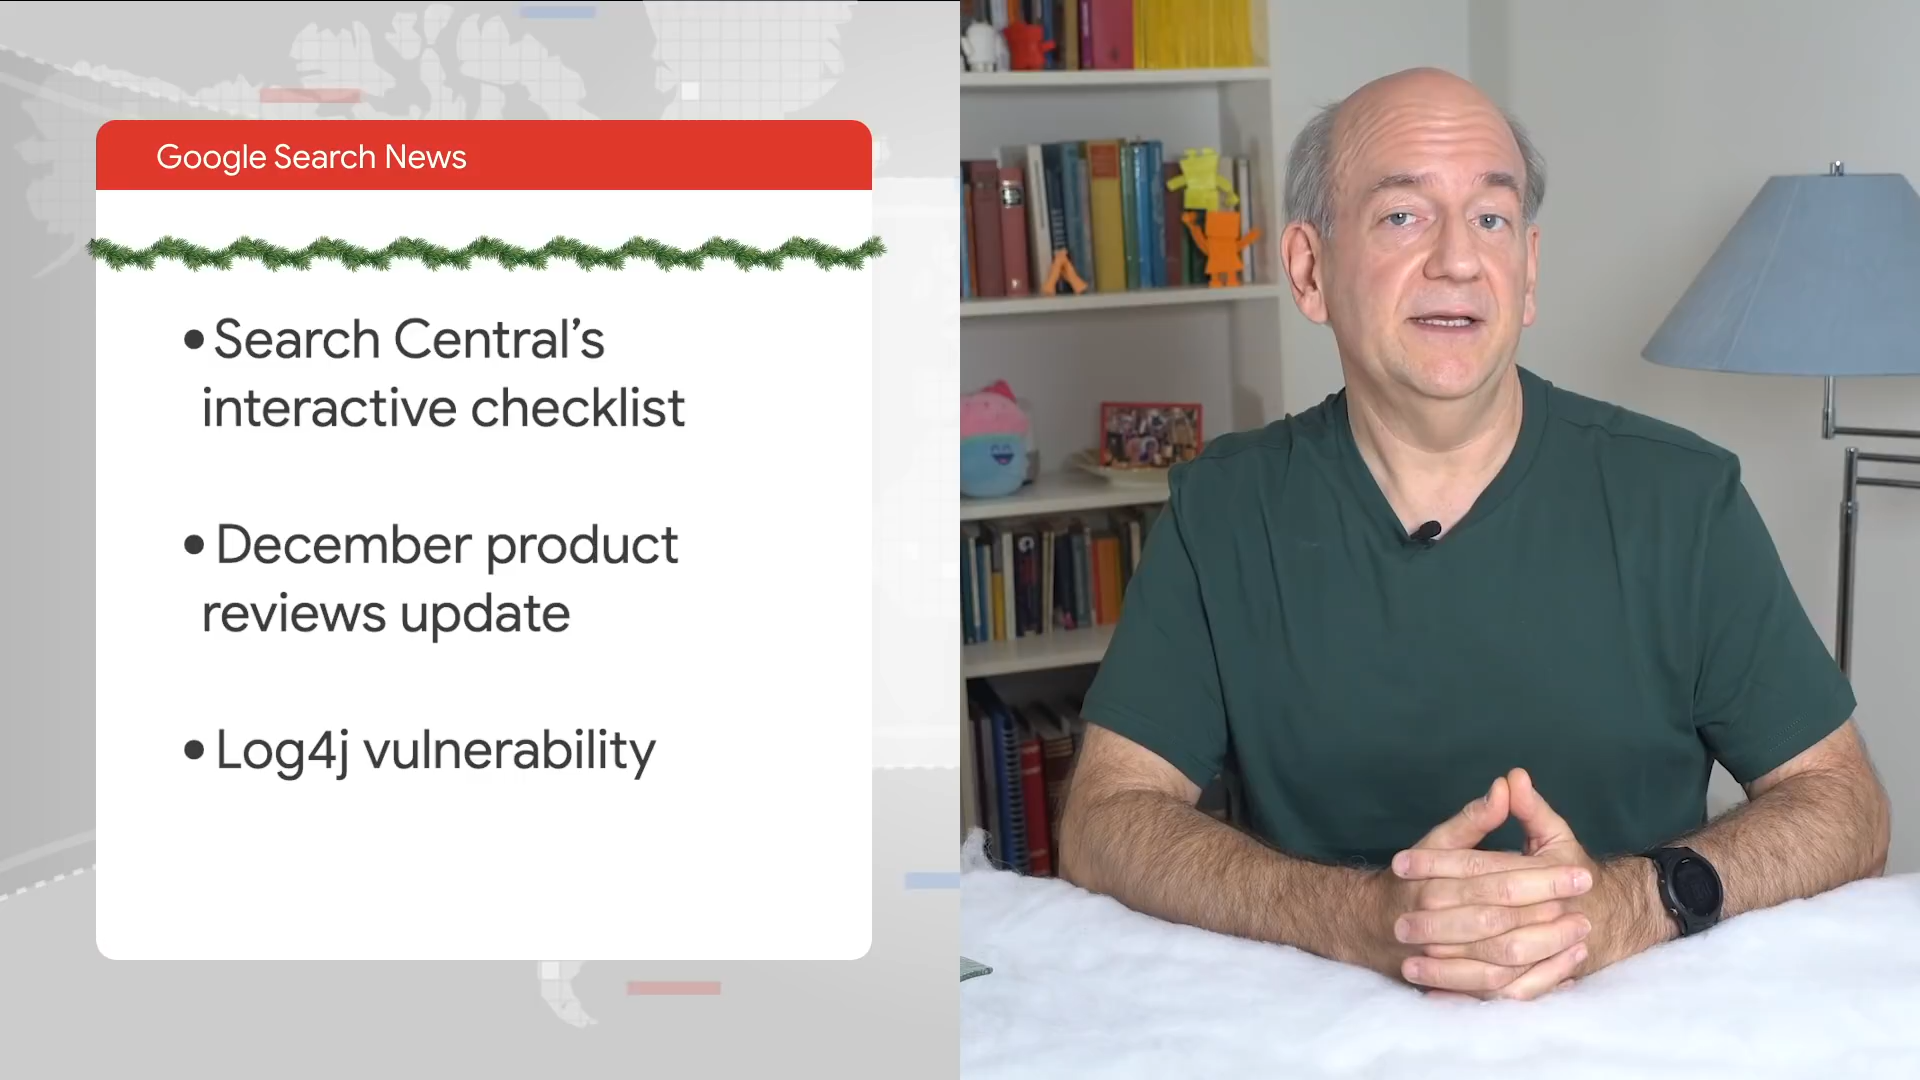 Google Search News
•Search Central’s
interactive checklist
•December product
reviews update
•Log4j vulnerability